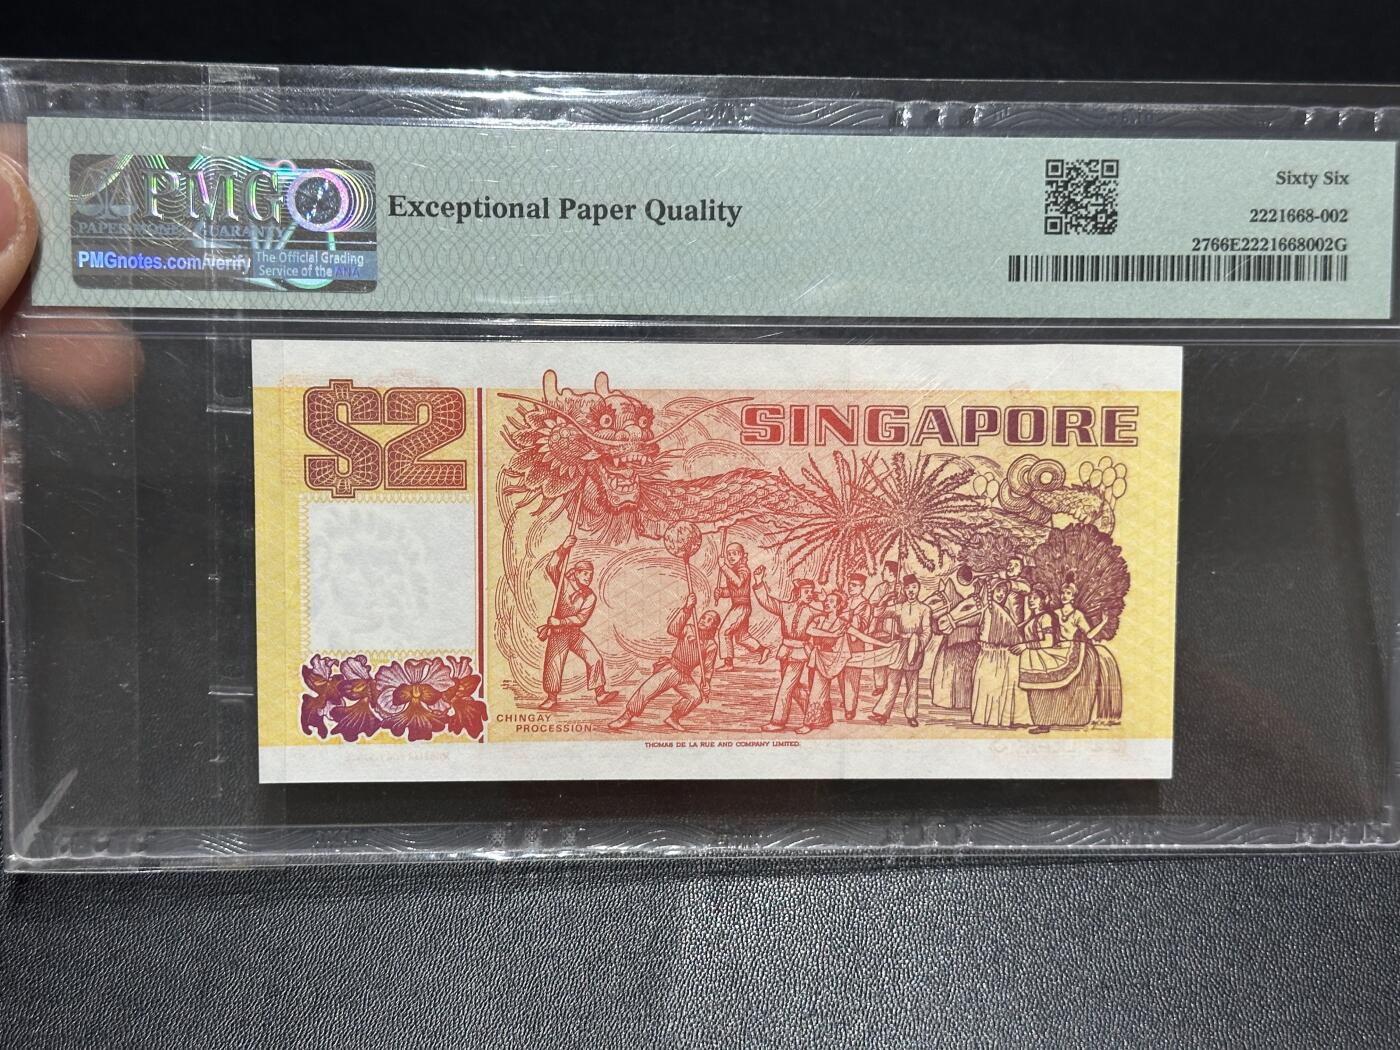 PMG
PAPER MONEY GUARANTY
PMGnotes.com/verify
The Official Grading
Service of the ANA
Exceptional Paper Quality
Sixty Six
2221668-002
2766E2221668002G
$2
SINGAPORE
CHINGAY
PROCESSION
THOMAS DE LA RUE AND COMPANY LIMITED.